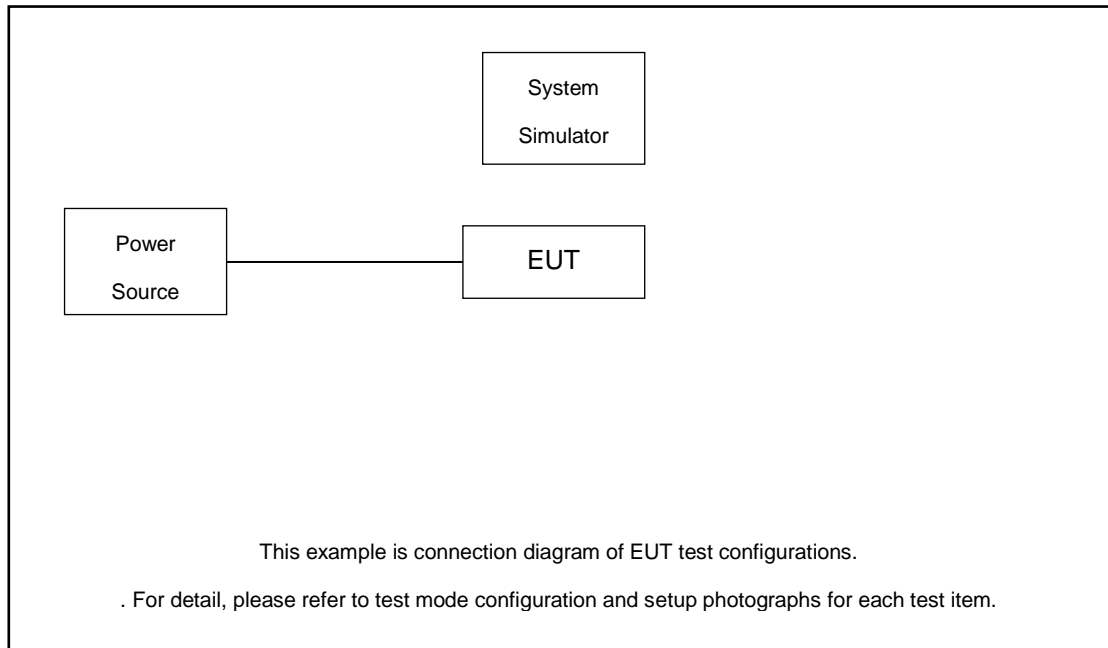 System
Simulator
Power
Source
EUT
This example is connection diagram of EUT test configurations.
. For detail, please refer to test mode configuration and setup photographs for each test item.